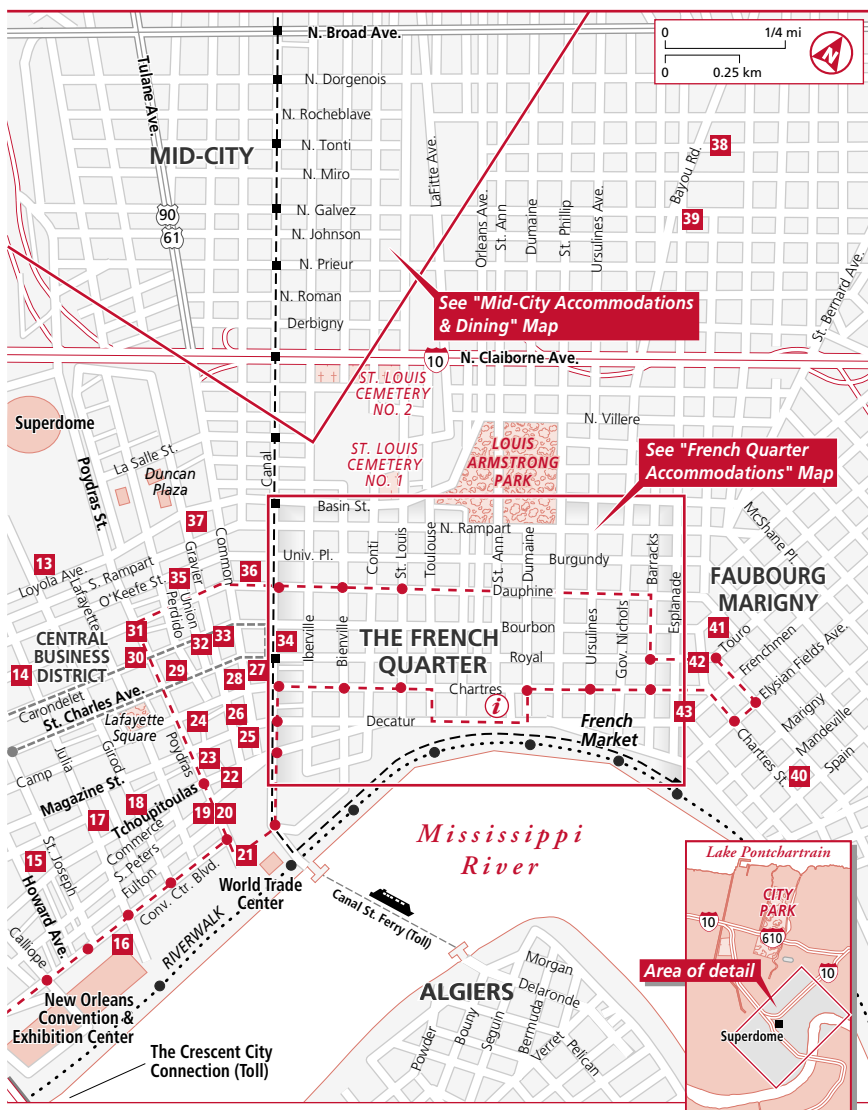 N. Broad Ave.
0 1/4 mi
0 0.25 km
N
Tulane Ave.
N. Dorgenois
N. Rocheblave
MID-CITY
N. Tonti
N. Miro
LaFitte Ave.
Bayou Rd.
38
90
61
N. Galvez
N. Johnson
N. Prieur
Orleans Ave.
St. Ann
Dumaine
St. Phillip
Ursulines Ave.
39
St. Bernard Ave.
N. Roman
Derbigny
See "Mid-City Accommodations
& Dining" Map
10
N. Claiborne Ave.
ST. LOUIS
CEMETERY
NO. 2
Superdome
N. Villere
La Salle St.
Duncan
Plaza
Poydras St.
Canal
ST. LOUIS
CEMETERY
NO. 1
LOUIS
ARMSTRONG
PARK
See "French Quarter
Accommodations" Map
McShane Pl.
Basin St.
N. Rampart
37
Gravier
Common
Univ. Pl.
Conti
St. Louis
Toulouse
St. Ann
Dumaine
Burgundy
Barracks
Esplanade
13
Loyola Ave.
S. Rampart
O'Keefe St.
35
36
Dauphine
FAUBOURG
MARIGNY
Lafayette
Union
Perdido
31
32
33
34
Iberville
Bienville
THE FRENCH
QUARTER
Bourbon
Royal
Ursulines
Gov. Nichols
41
Touro
Frenchmen
Elysian Fields Ave.
42
CENTRAL
BUSINESS
DISTRICT
14
30
29
28
27
Carondelet
St. Charles Ave.
Chartres
i
43
Lafayette
Square
24
26
25
Decatur
French
Market
Marigny
Mandeville
Spain
Chartres St.
40
Camp
Julia
Girod
Poydras
23
22
Magazine St.
17
18
Tchoupitoulas
19
20
21
Commerce
S. Peters
Fulton
Conv. Ctr. Blvd.
Mississippi
River
15
St. Joseph
Howard Ave.
Calliope
16
RIVERWALK
World Trade
Center
Canal St. Ferry (Toll)
New Orleans
Convention &
Exhibition Center
ALGIERS
Morgan
Delaronde
Powder
Bouny
Seguin
Bermuda
Verret
Pelican
The Crescent City
Connection (Toll)
Lake Pontchartrain
CITY
PARK
10
610
10
Area of detail
Superdome